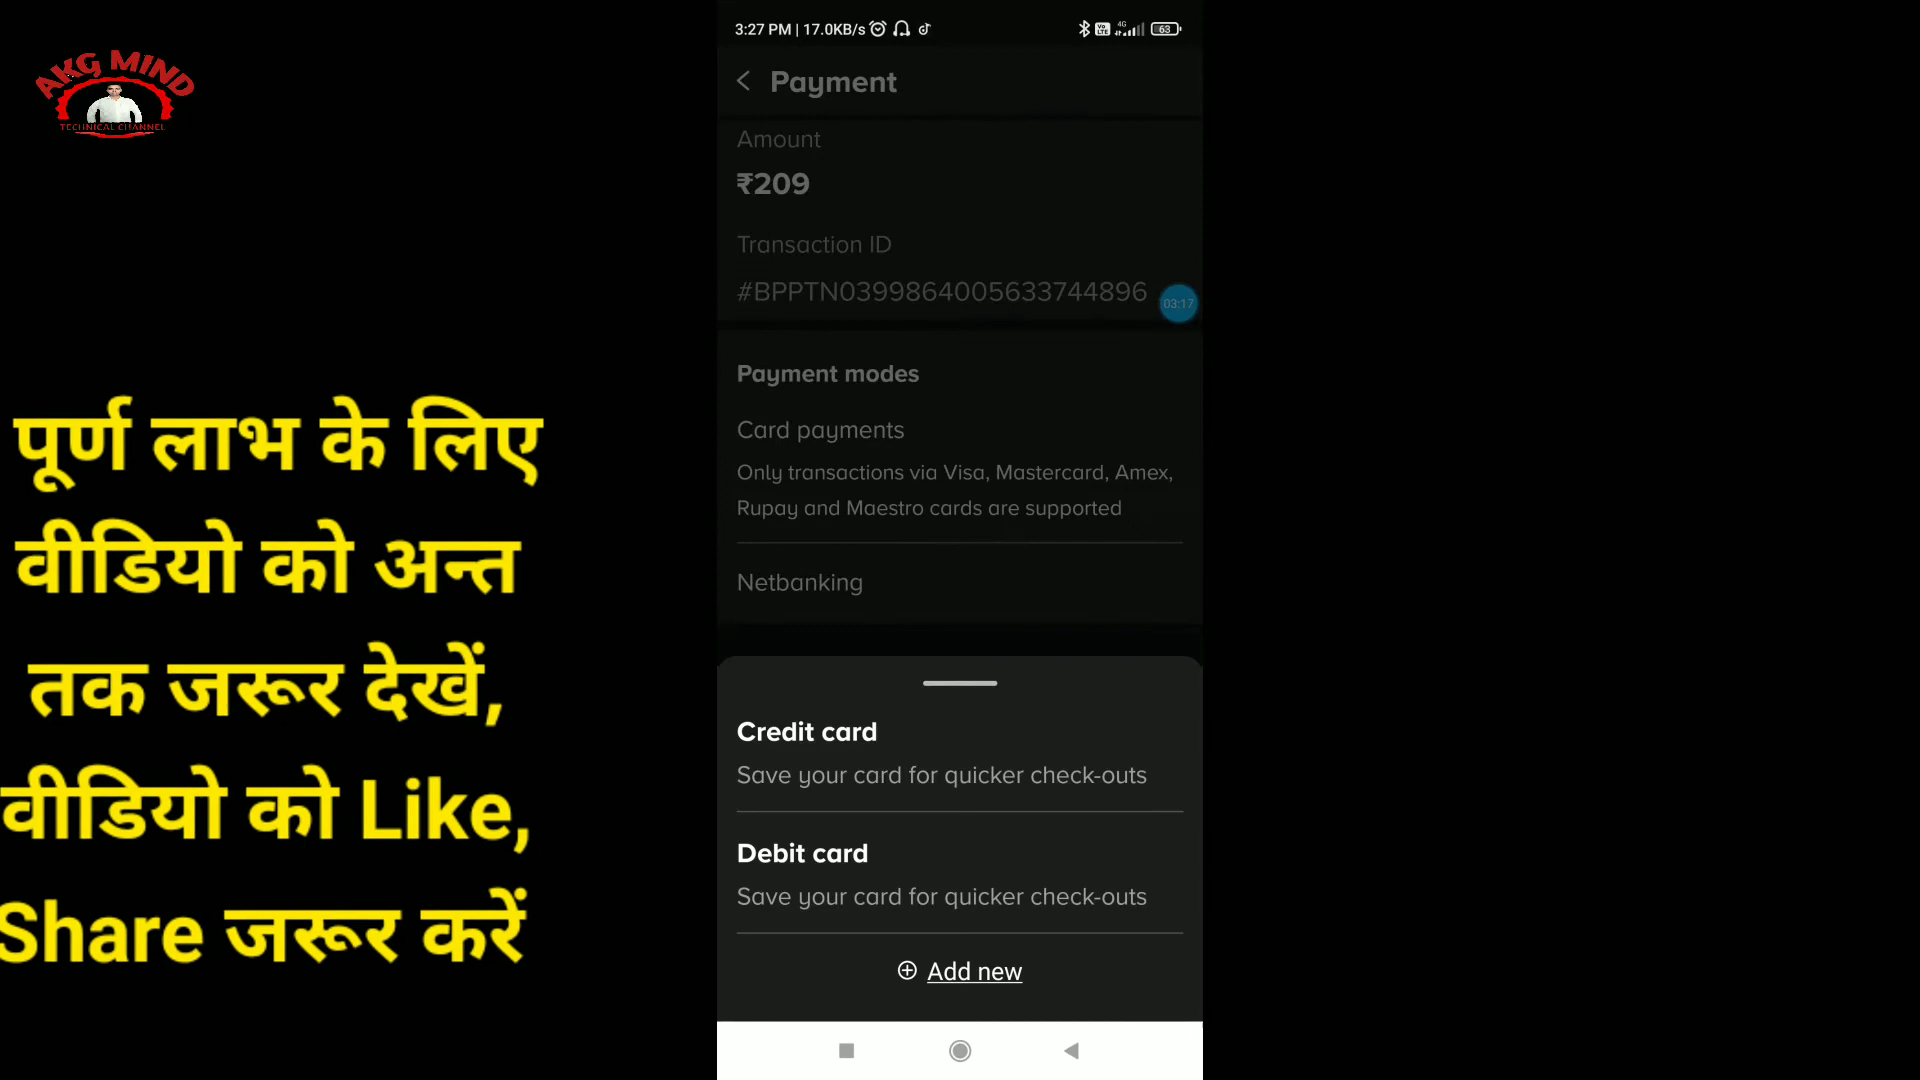 AKG MIND
TECHNICAL CHANNEL
पूर्ण लाभ के लिए
वीडियो को अन्त
तक जरूर देखें,
वीडियो को Like,
Share जरूर करें
3:27 PM | 17.0KB/s
4G
63
Payment
Amount
₹209
Transaction ID
#BPPTN0399864005633744896
03:17
Payment modes
Card payments
Only transactions via Visa, Mastercard, Amex,
Rupay and Maestro cards are supported
Netbanking
Credit card
Save your card for quicker check-outs
Debit card
Save your card for quicker check-outs
Add new